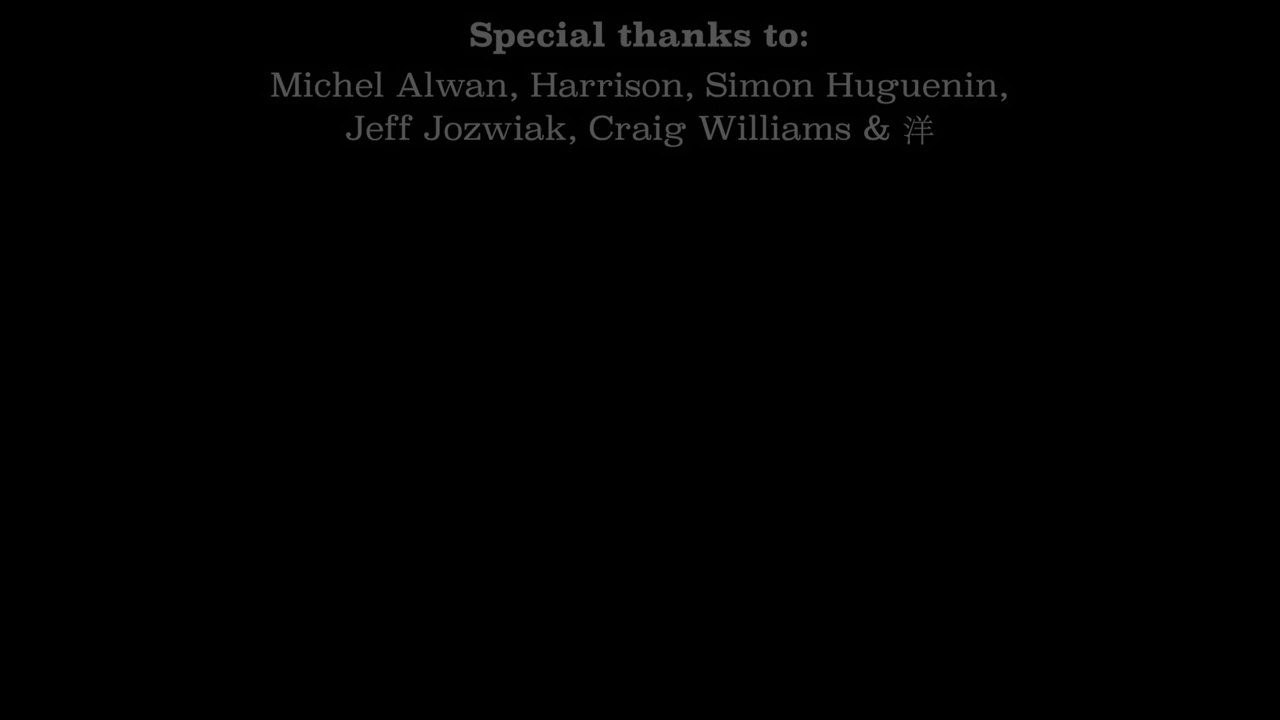 Special thanks to:
Michel Alwan, Harrison, Simon Huguenin,
Jeff Jozwiak, Craig Williams & 洋